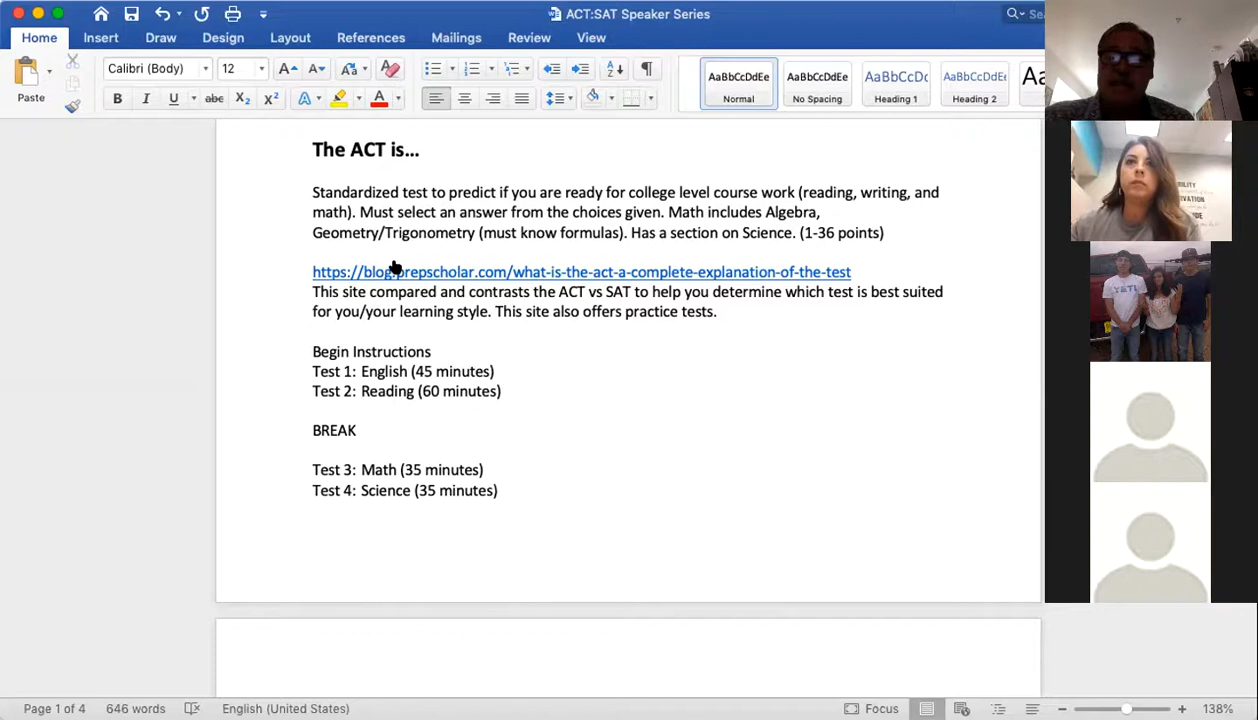 ACT:SAT Speaker Series
Home Insert Draw Design Layout References Mailings Review View
Calibri (Body) 12
Paste
AaBbCcDdEe AaBbCcDdEe AaBbCcDc AaBbCcDdEe
Normal No Spacing Heading 1 Heading 2
The ACT is...
Standardized test to predict if you are ready for college level course work (reading, writing, and
math). Must select an answer from the choices given. Math includes Algebra,
Geometry/Trigonometry (must know formulas). Has a section on Science. (1-36 points)
https://blog.prepscholar.com/what-is-the-act-a-complete-explanation-of-the-test
This site compared and contrasts the ACT vs SAT to help you determine which test is best suited
for you/your learning style. This site also offers practice tests.
Begin Instructions
Test 1: English (45 minutes)
Test 2: Reading (60 minutes)
BREAK
Test 3: Math (35 minutes)
Test 4: Science (35 minutes)
YETI
Page 1 of 4 646 words English (United States) Focus 138%